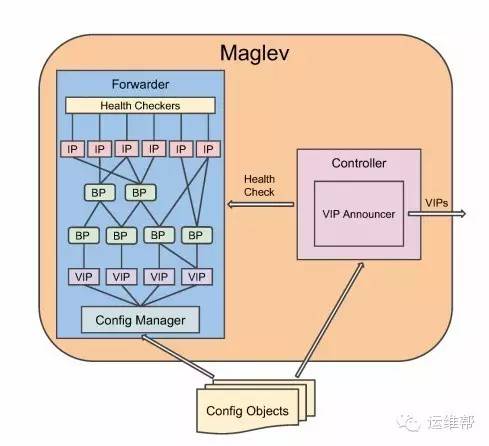 Maglev
Forwarder
Health Checkers
IP IP IP IP IP IP
BP BP
BP BP BP BP
VIP VIP VIP VIP
Config Manager
Health
Check
Controller
VIP Announcer
VIPs
Config Objects
运维帮